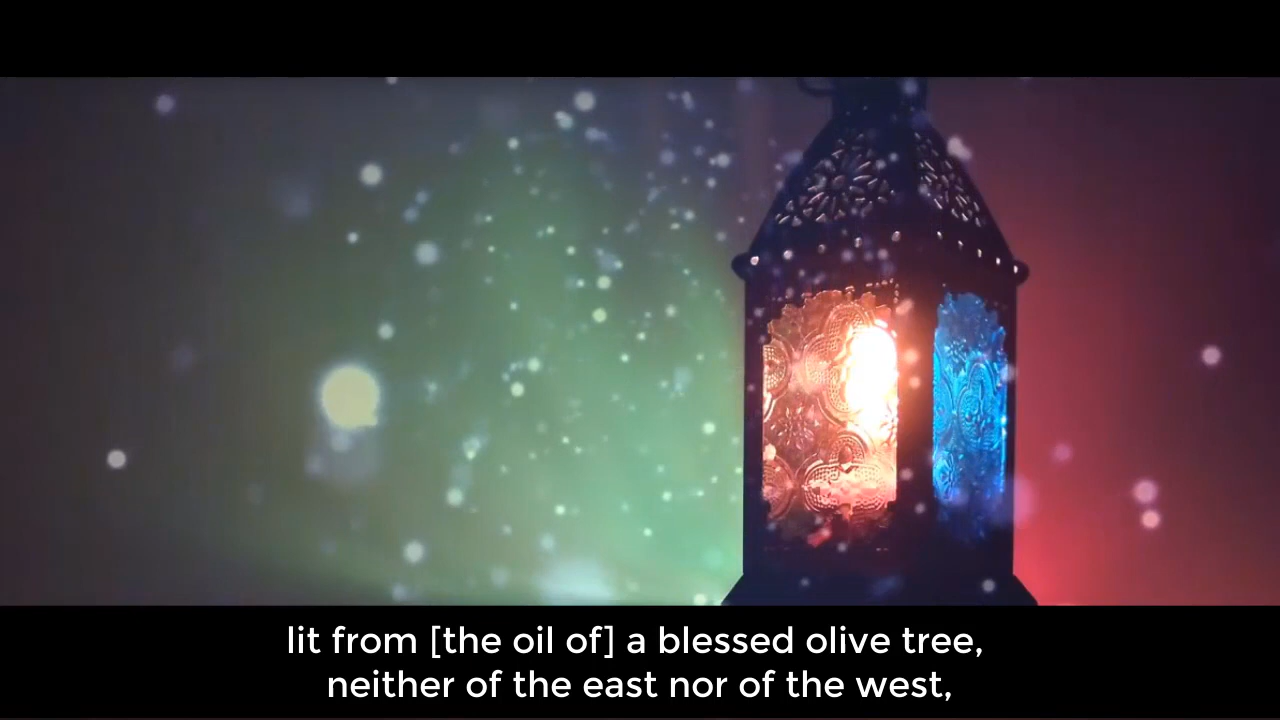 lit from [the oil of] a blessed olive tree,
neither of the east nor of the west,